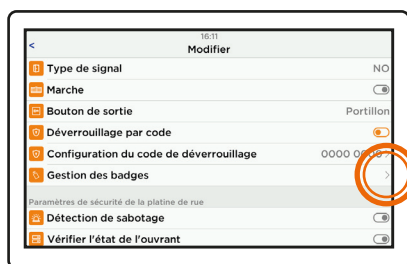 16:11
<
Modifier
Type de signal NO
Marche
Bouton de sortie Portillon
Déverrouillage par code
Configuration du code de déverrouillage 0000 0000 >
Gestion des badges >
Paramètres de sécurité de la platine de rue
Détection de sabotage
Vérifier l'état de l'ouvrant